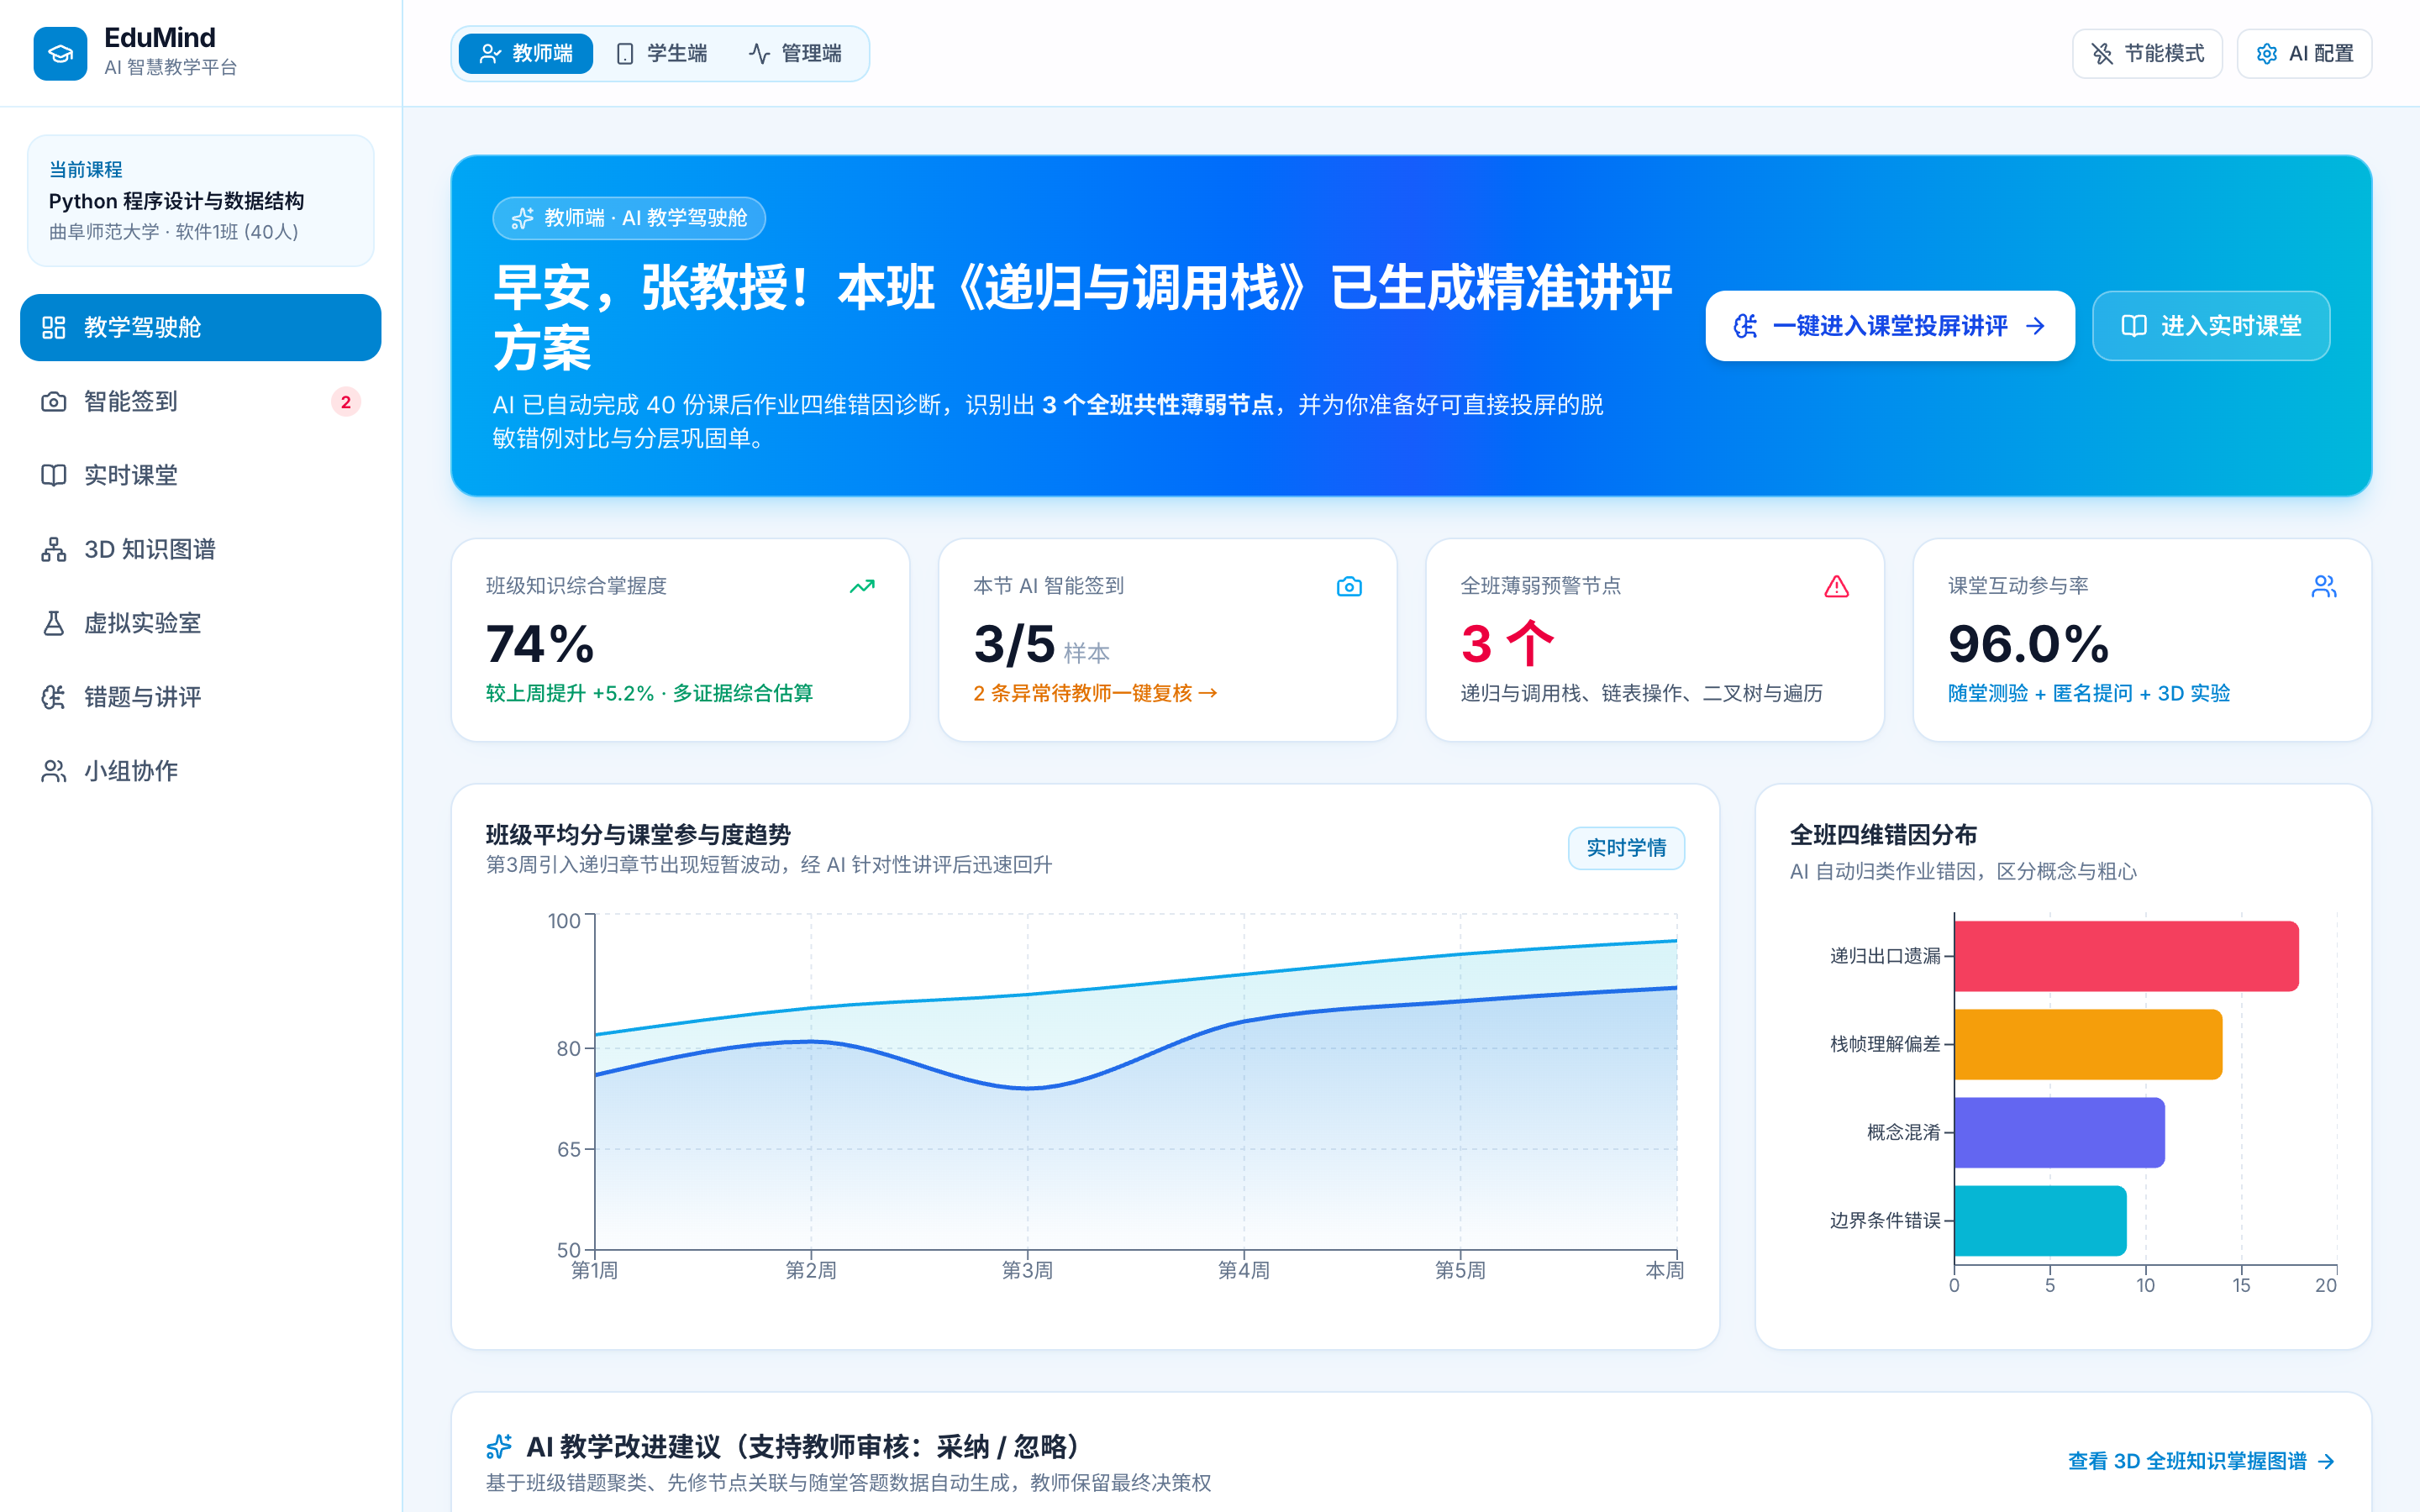 EduMind
AI 智慧教学平台
教师端
学生端
管理端
节能模式
AI 配置
当前课程
Python 程序设计与数据结构
曲阜师范大学 · 软件1班 (40人)
教学驾驶舱
智能签到
2
实时课堂
3D 知识图谱
虚拟实验室
错题与讲评
小组协作
教师端 · AI 教学驾驶舱
早安，张教授！本班《递归与调用栈》已生成精准讲评
方案
AI 已自动完成 40 份课后作业四维错因诊断，识别出 3 个全班共性薄弱节点，并为你准备好可直接投屏的脱
敏错例对比与分层巩固单。
一键进入课堂投屏讲评
进入实时课堂
班级知识综合掌握度
74%
较上周提升 +5.2% · 多证据综合估算
本节 AI 智能签到
3/5 样本
2 条异常待教师一键复核 →
全班薄弱预警节点
3 个
递归与调用栈、链表操作、二叉树与遍历
课堂互动参与率
96.0%
随堂测验 + 匿名提问 + 3D 实验
班级平均分与课堂参与度趋势
第3周引入递归章节出现短暂波动，经 AI 针对性讲评后迅速回升
实时学情
100
80
65
50
第1周
第2周
第3周
第4周
第5周
本周
全班四维错因分布
AI 自动归类作业错因，区分概念与粗心
递归出口遗漏
栈帧理解偏差
概念混淆
边界条件错误
0
5
10
15
20
AI 教学改进建议（支持教师审核：采纳 / 忽略）
基于班级错题聚类、先修节点关联与随堂答题数据自动生成，教师保留最终决策权
查看 3D 全班知识掌握图谱